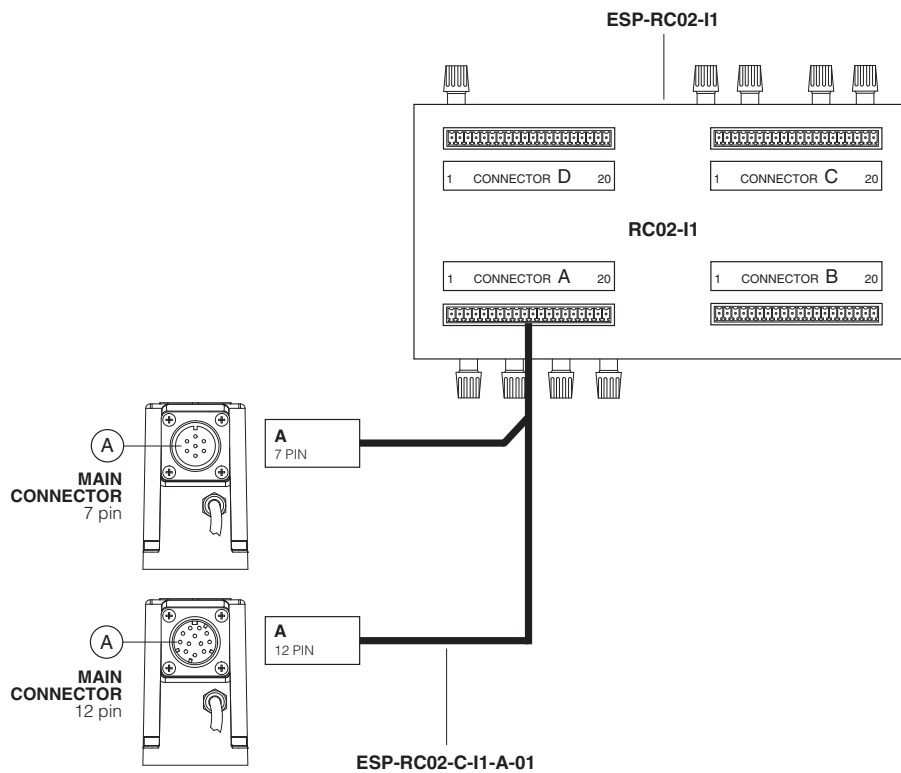 ESP-RC02-I1
1 CONNECTOR D 20
1 CONNECTOR C 20
RC02-I1
1 CONNECTOR A 20
1 CONNECTOR B 20
A
MAIN
CONNECTOR
7 pin
A
7 PIN
A
MAIN
CONNECTOR
12 pin
A
12 PIN
ESP-RC02-C-I1-A-01